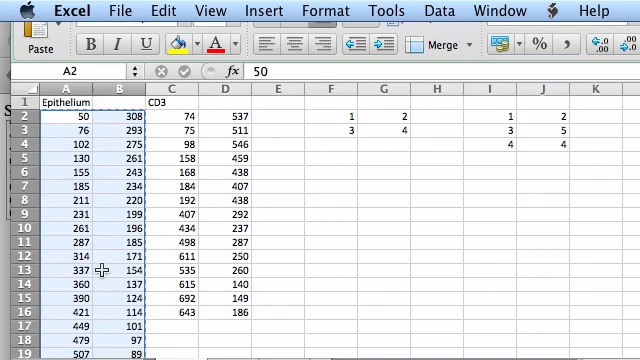 Excel File Edit View Insert Format Tools Data Window Help
Paste B I U A Merge % )
A2 fx 50
A B C D E F G H I J K
1 Epithelium CD3
2 50 308 74 537 1 2 1 2
3 76 293 75 511 3 4 3 5
4 102 275 98 546 4 4
5 130 261 158 459
6 155 243 168 438
7 185 234 184 407
8 211 220 192 438
9 231 199 407 292
10 261 196 434 237
11 287 185 498 287
12 314 171 611 250
13 337 154 535 260
14 360 137 615 140
15 390 124 692 149
16 421 114 643 186
17 449 101
18 479 97
19 507 89